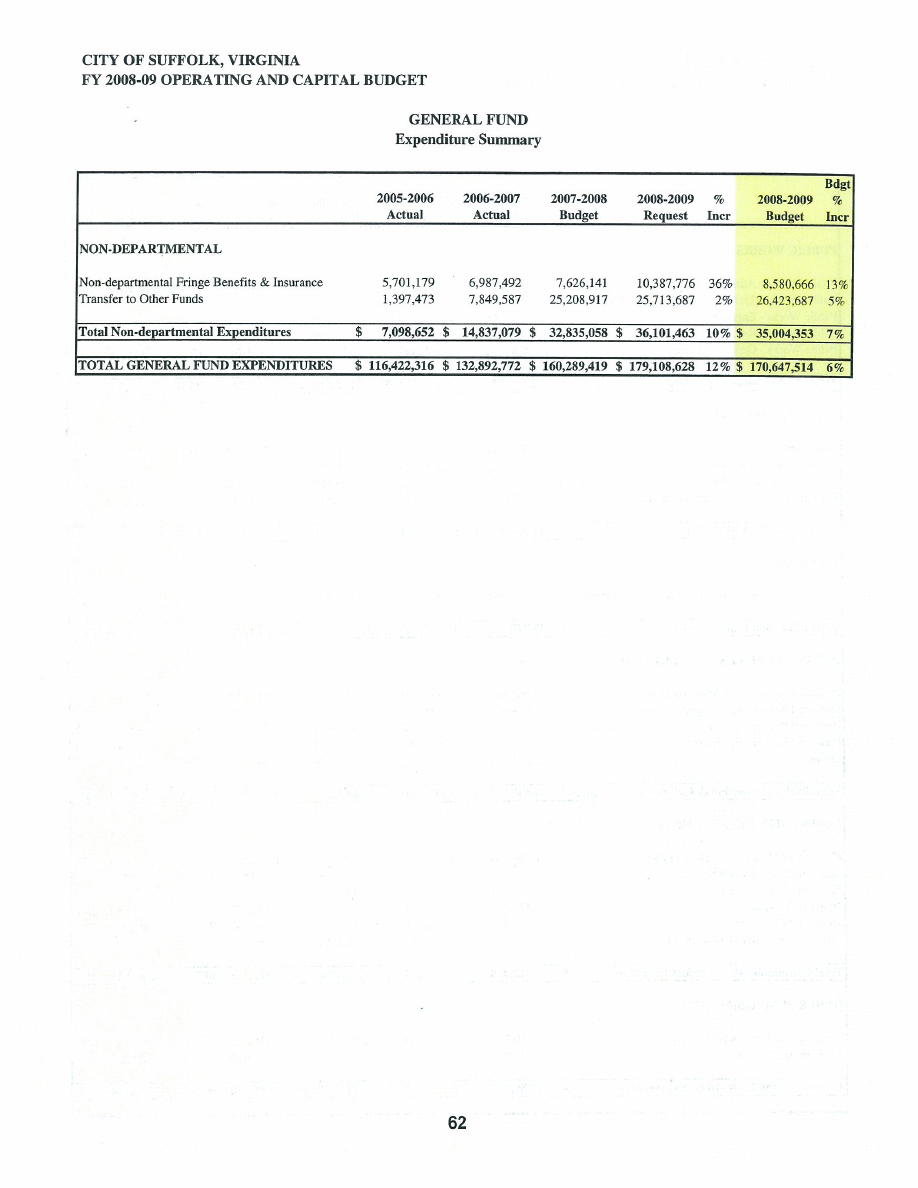 CITY OF SUFFOLK, VIRGINIA
FY 2008-09 OPERATING AND CAPITAL BUDGET
GENERAL FUND
Expenditure Summary
Bdgt
2005-2006 2006-2007 2007-2008 2008-2009 % 2008-2009 %
Actual Actual Budget Request Incr Budget Incr
NON-DEPARTMENTAL
Non-departmental Fringe Benefits & Insurance 5,701,179 6,987,492 7,626,141 10,387,776 36% 8,580,666 13%
Transfer to Other Funds 1,397,473 7,849,587 25,208,917 25,713,687 2% 26,423,687 5%
Total Non-departmental Expenditures $ 7,098,652 $ 14,837,079 $ 32,835,058 $ 36,101,463 10% $ 35,004,353 7%
TOTAL GENERAL FUND EXPENDITURES $ 116,422,316 $ 132,892,772 $ 160,289,419 $ 179,108,628 12% $ 170,647,514 6%
62